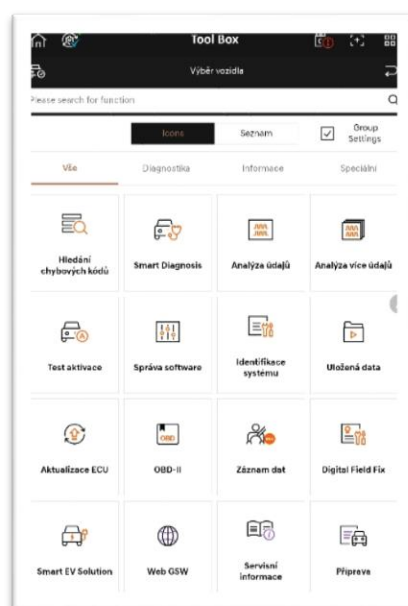 Tool Box
Výběr vozidla
Please search for function
Icons
Seznam
Group
Settings
Vše
Diagnostika
Informace
Speciální
Hledání
chybových kódů
Smart Diagnosis
Analýza údajů
Analýza více údajů
Test aktivace
Správa software
Identifikace
systému
Uložená data
Aktualizace ECU
OBD
OBD-II
Záznam dat
Digital Field Fix
Smart EV Solution
Web GSW
Servisní
informace
Příprava